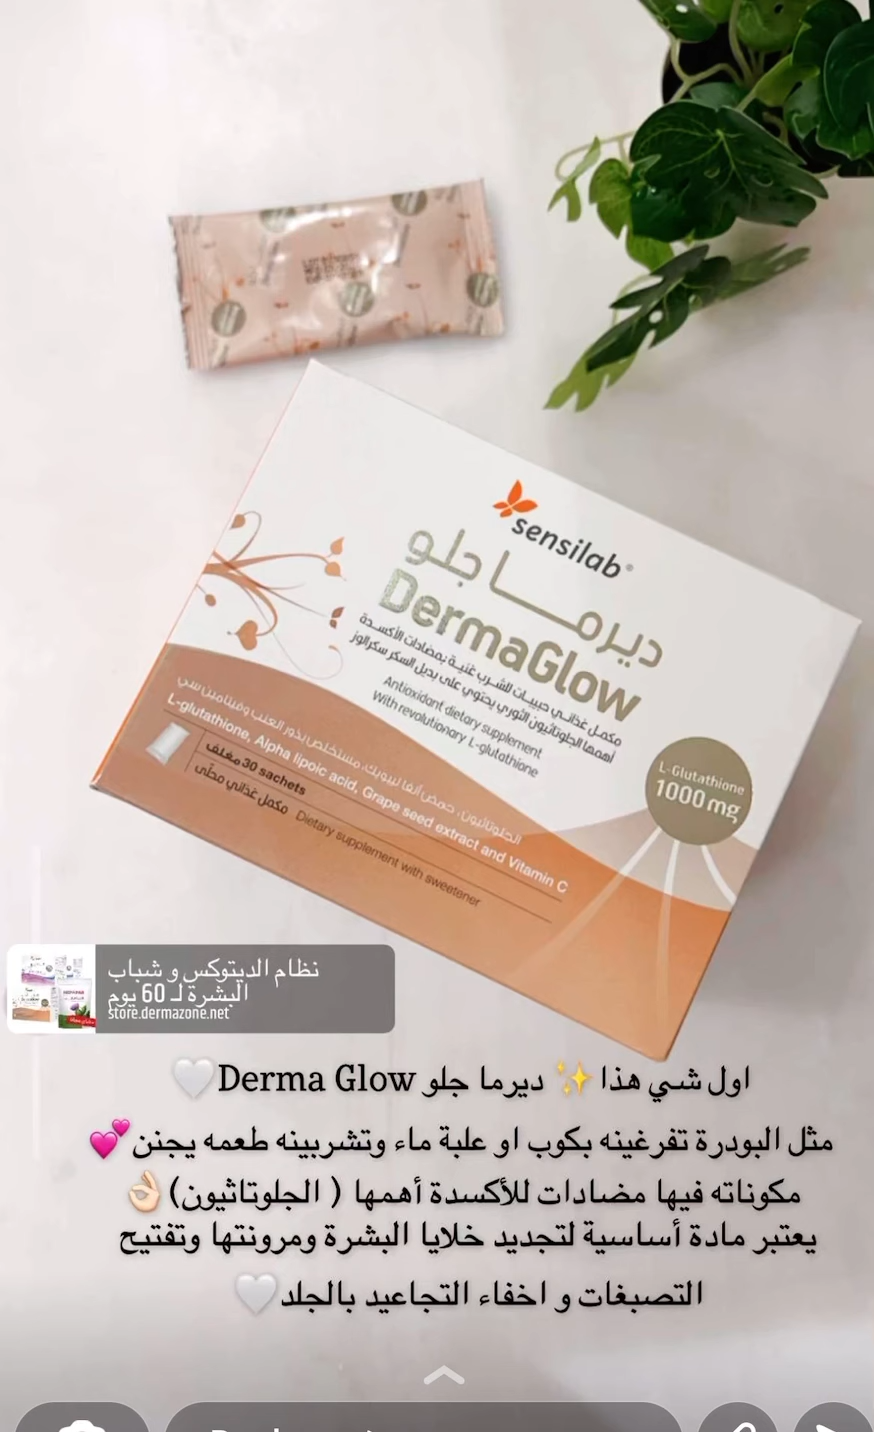 sensilab®
ديرما جلو
DermaGlow
مكمل غذائي حبيبات للشرب غنية بمضادات الأكسدة
أهمها الجلوتاثيون الثوري يحتوي على بديل السكر سكرالوز
Antioxidant dietary supplement
With revolutionary L-glutathione
L-Glutathione
1000 mg
الجلوتاثيون، حمض ألفا ليبويك، مستخلص بذور العنب وفيتامين سي
L-glutathione, Alpha lipoic acid, Grape seed extract and Vitamin C
30 مغلف sachets
مكمل غذائي محلّى Dietary supplement with sweetener
نظام الديتوكس و شباب
البشرة لـ 60 يوم
store.dermazone.net
اول شي هذا ✨ ديرما جلو Derma Glow🤍
مثل البودرة تفرغينه بكوب او علبة ماء وتشربينه طعمه يجنن💕
مكوناته فيها مضادات للأكسدة أهمها ( الجلوتاثيون)👌🏻
يعتبر مادة أساسية لتجديد خلايا البشرة ومرونتها وتفتيح
التصبغات و اخفاء التجاعيد بالجلد🤍